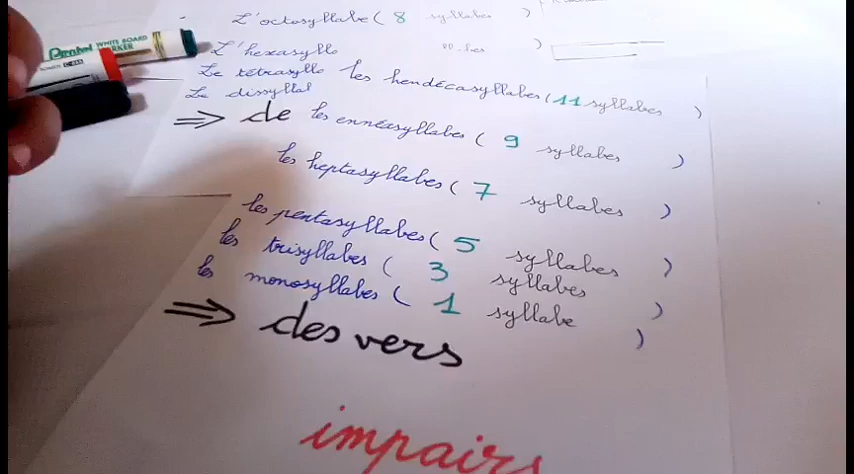 L'octosyllabe ( 8 syllabes )
L'hexasylla
Le tétrasylla
Le dissyllab
⇒ de
les hendécasyllabes ( 11 syllabes )
les ennéasyllabes ( 9 syllabes )
les heptasyllabes ( 7 syllabes )
les pentasyllabes ( 5 syllabes )
les trisyllabes ( 3 syllabes )
les monosyllabes ( 1 syllabe )
⇒ des vers
impairs
Pentel WHITE BOARD
MARKER